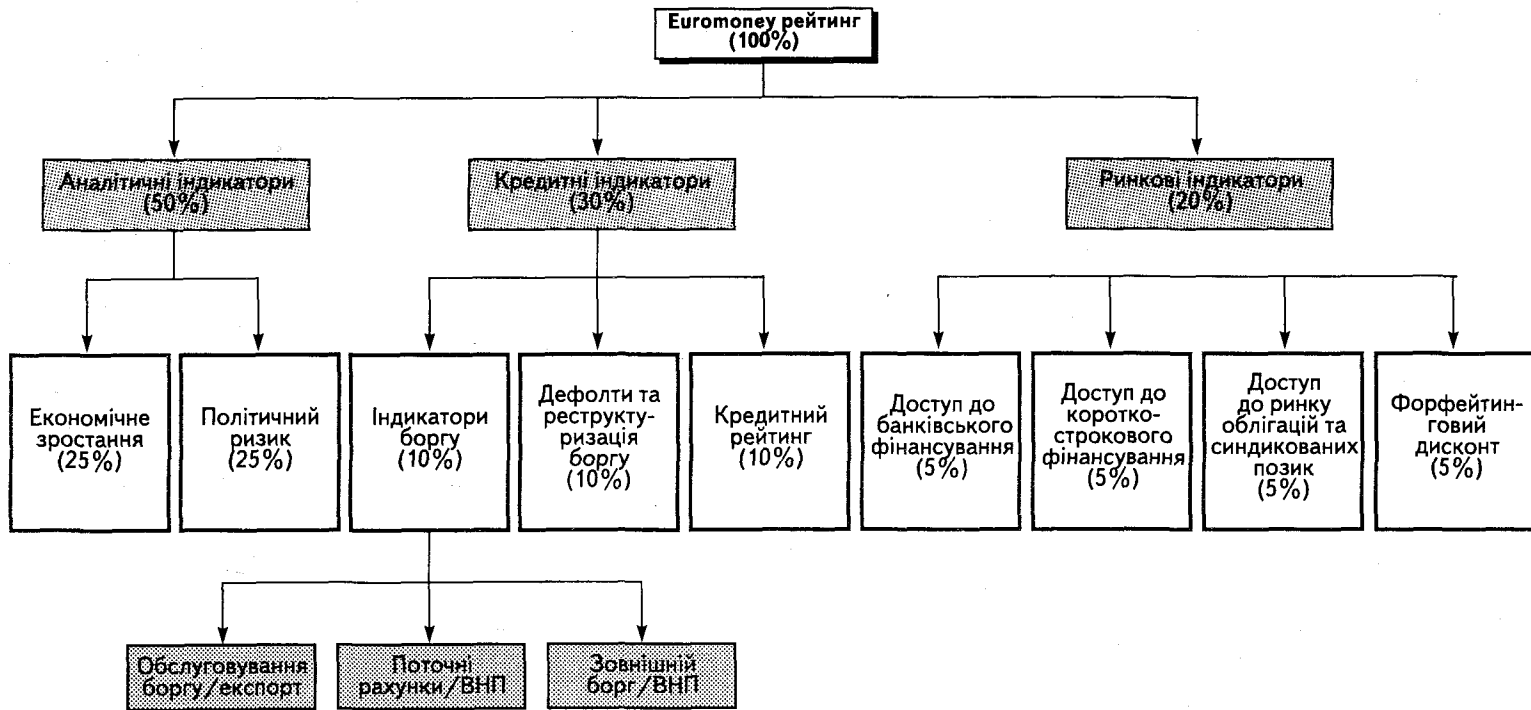 Euromoney рейтинг
(100%)
Аналітичні індикатори
(50%)
Кредитні індикатори
(30%)
Ринкові індикатори
(20%)
Економічне
зростання
(25%)
Політичний
ризик
(25%)
Індикатори
боргу
(10%)
Дефолти та
реструкту-
ризація
боргу
(10%)
Кредитний
рейтинг
(10%)
Доступ до
банківського
фінансування
(5%)
Доступ до
коротко-
строкового
фінансування
(5%)
Доступ
до ринку
облігацій та
синдикованих
позик
(5%)
Форфейтин-
говий
дисконт
(5%)
Обслуговування
боргу/експорт
Поточні
рахунки/ВНП
Зовнішній
борг/ВНП